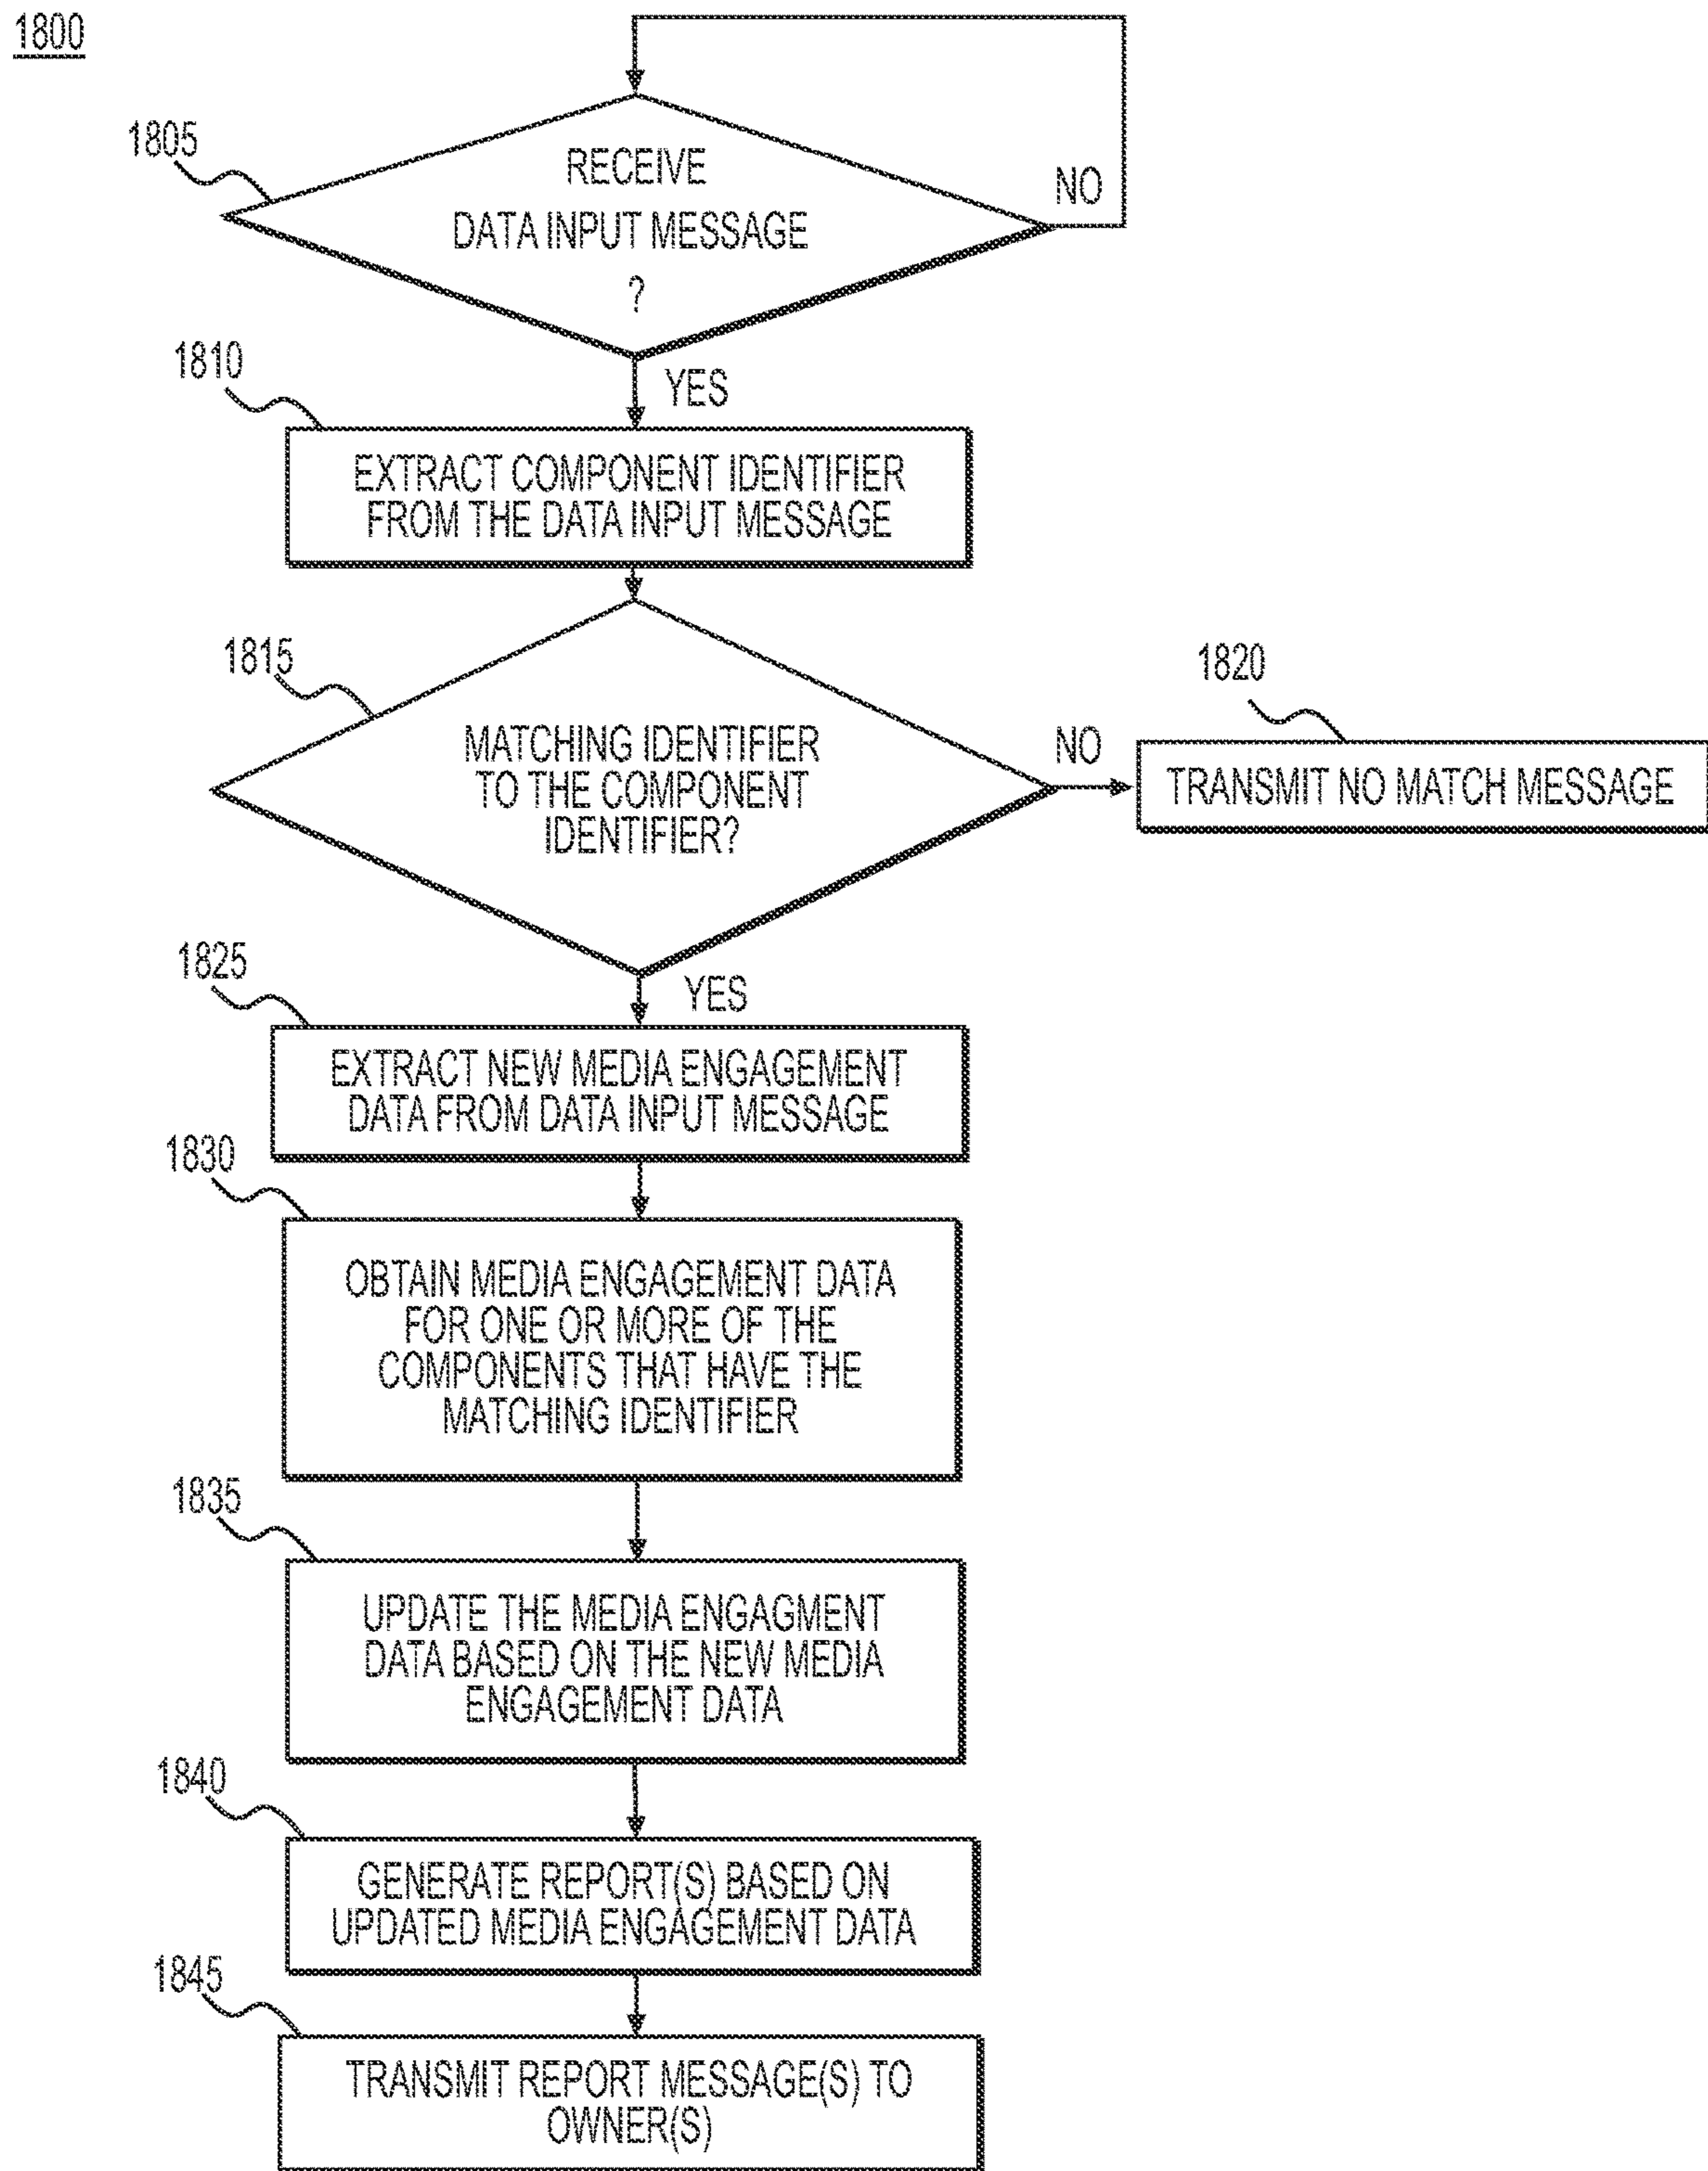 1800
1805
RECEIVE
DATA INPUT MESSAGE
?
NO
1810
YES
EXTRACT COMPONENT IDENTIFIER
FROM THE DATA INPUT MESSAGE
1815
MATCHING IDENTIFIER
TO THE COMPONENT
IDENTIFIER?
NO
1820
TRANSMIT NO MATCH MESSAGE
1825
YES
EXTRACT NEW MEDIA ENGAGEMENT
DATA FROM DATA INPUT MESSAGE
1830
OBTAIN MEDIA ENGAGEMENT DATA
FOR ONE OR MORE OF THE
COMPONENTS THAT HAVE THE
MATCHING IDENTIFIER
1835
UPDATE THE MEDIA ENGAGMENT
DATA BASED ON THE NEW MEDIA
ENGAGEMENT DATA
1840
GENERATE REPORT(S) BASED ON
UPDATED MEDIA ENGAGEMENT DATA
1845
TRANSMIT REPORT MESSAGE(S) TO
OWNER(S)